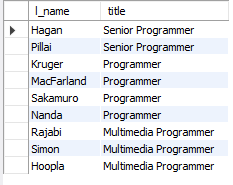 l_name title
Hagan Senior Programmer
Pillai Senior Programmer
Kruger Programmer
MacFarland Programmer
Sakamuro Programmer
Nanda Programmer
Rajabi Multimedia Programmer
Simon Multimedia Programmer
Hoopla Multimedia Programmer